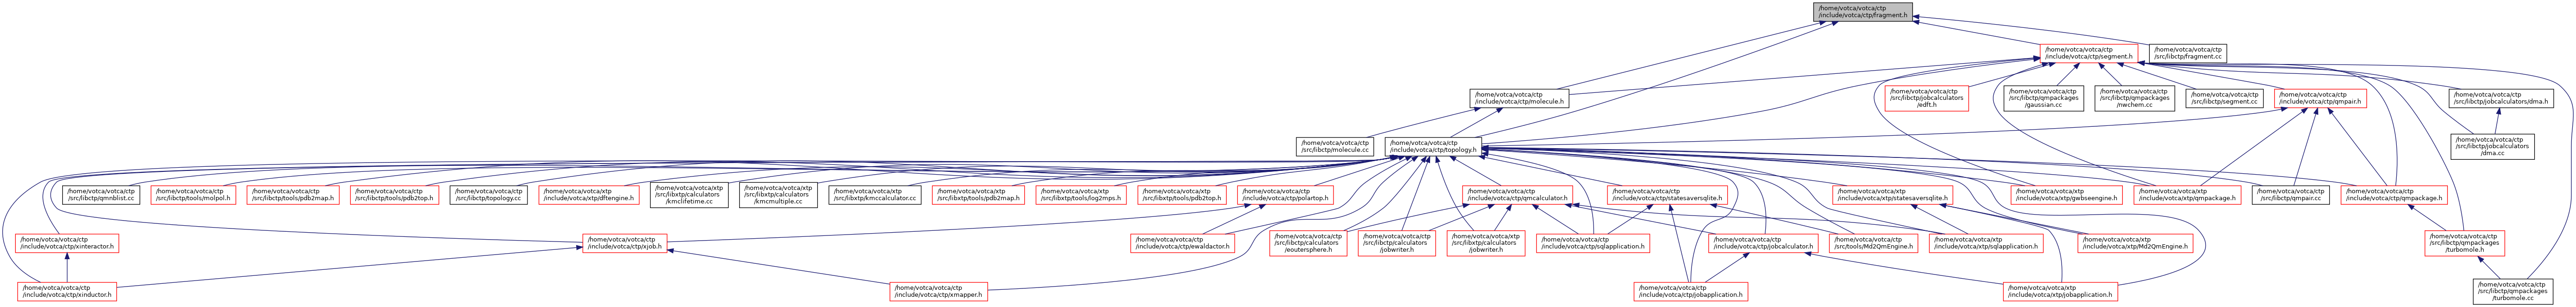 /home/votca/votca/ctp
/include/votca/ctp/fragment.h
/home/votca/votca/ctp
/include/votca/ctp/segment.h
/home/votca/votca/ctp
/src/libctp/fragment.cc
/home/votca/votca/ctp
/include/votca/ctp/molecule.h
/home/votca/votca/ctp
/src/libctp/jobcalculators
/edft.h
/home/votca/votca/ctp
/src/libctp/qmpackages
/gaussian.cc
/home/votca/votca/ctp
/src/libctp/qmpackages
/nwchem.cc
/home/votca/votca/ctp
/src/libctp/segment.cc
/home/votca/votca/ctp
/include/votca/ctp/qmpair.h
/home/votca/votca/ctp
/src/libctp/jobcalculators/dma.h
/home/votca/votca/ctp
/src/libctp/molecule.cc
/home/votca/votca/ctp
/include/votca/ctp/topology.h
/home/votca/votca/ctp
/src/libctp/jobcalculators
/dma.cc
/home/votca/votca/ctp
/src/libctp/qmnblist.cc
/home/votca/votca/ctp
/src/libctp/tools/molpol.h
/home/votca/votca/ctp
/src/libctp/tools/pdb2map.h
/home/votca/votca/ctp
/src/libctp/tools/pdb2top.h
/home/votca/votca/ctp
/src/libctp/topology.cc
/home/votca/votca/xtp
/include/votca/xtp/dftengine.h
/home/votca/votca/xtp
/src/libxtp/calculators
/kmclifetime.cc
/home/votca/votca/xtp
/src/libxtp/calculators
/kmcmultiple.cc
/home/votca/votca/xtp
/src/libxtp/kmccalculator.cc
/home/votca/votca/xtp
/src/libxtp/tools/pdb2map.h
/home/votca/votca/xtp
/src/libxtp/tools/log2mps.h
/home/votca/votca/xtp
/src/libxtp/tools/pdb2top.h
/home/votca/votca/ctp
/include/votca/ctp/polartop.h
/home/votca/votca/ctp
/include/votca/ctp/qmcalculator.h
/home/votca/votca/ctp
/include/votca/ctp/statesaversqlite.h
/home/votca/votca/xtp
/include/votca/xtp/statesaversqlite.h
/home/votca/votca/xtp
/include/votca/xtp/gwbseengine.h
/home/votca/votca/xtp
/include/votca/xtp/qmpackage.h
/home/votca/votca/ctp
/src/libctp/qmpair.cc
/home/votca/votca/ctp
/include/votca/ctp/qmpackage.h
/home/votca/votca/ctp
/include/votca/ctp/xinteractor.h
/home/votca/votca/ctp
/include/votca/ctp/xjob.h
/home/votca/votca/ctp
/include/votca/ctp/ewaldactor.h
/home/votca/votca/ctp
/src/libctp/calculators
/eoutersphere.h
/home/votca/votca/ctp
/src/libctp/calculators
/jobwriter.h
/home/votca/votca/xtp
/src/libxtp/calculators
/jobwriter.h
/home/votca/votca/ctp
/include/votca/ctp/sqlapplication.h
/home/votca/votca/ctp
/include/votca/ctp/jobcalculator.h
/home/votca/votca/ctp
/src/tools/Md2QmEngine.h
/home/votca/votca/xtp
/include/votca/xtp/sqlapplication.h
/home/votca/votca/xtp
/include/votca/xtp/Md2QmEngine.h
/home/votca/votca/ctp
/src/libctp/qmpackages
/turbomole.h
/home/votca/votca/ctp
/include/votca/ctp/xinductor.h
/home/votca/votca/ctp
/include/votca/ctp/xmapper.h
/home/votca/votca/ctp
/include/votca/ctp/jobapplication.h
/home/votca/votca/xtp
/include/votca/xtp/jobapplication.h
/home/votca/votca/ctp
/src/libctp/qmpackages
/turbomole.cc